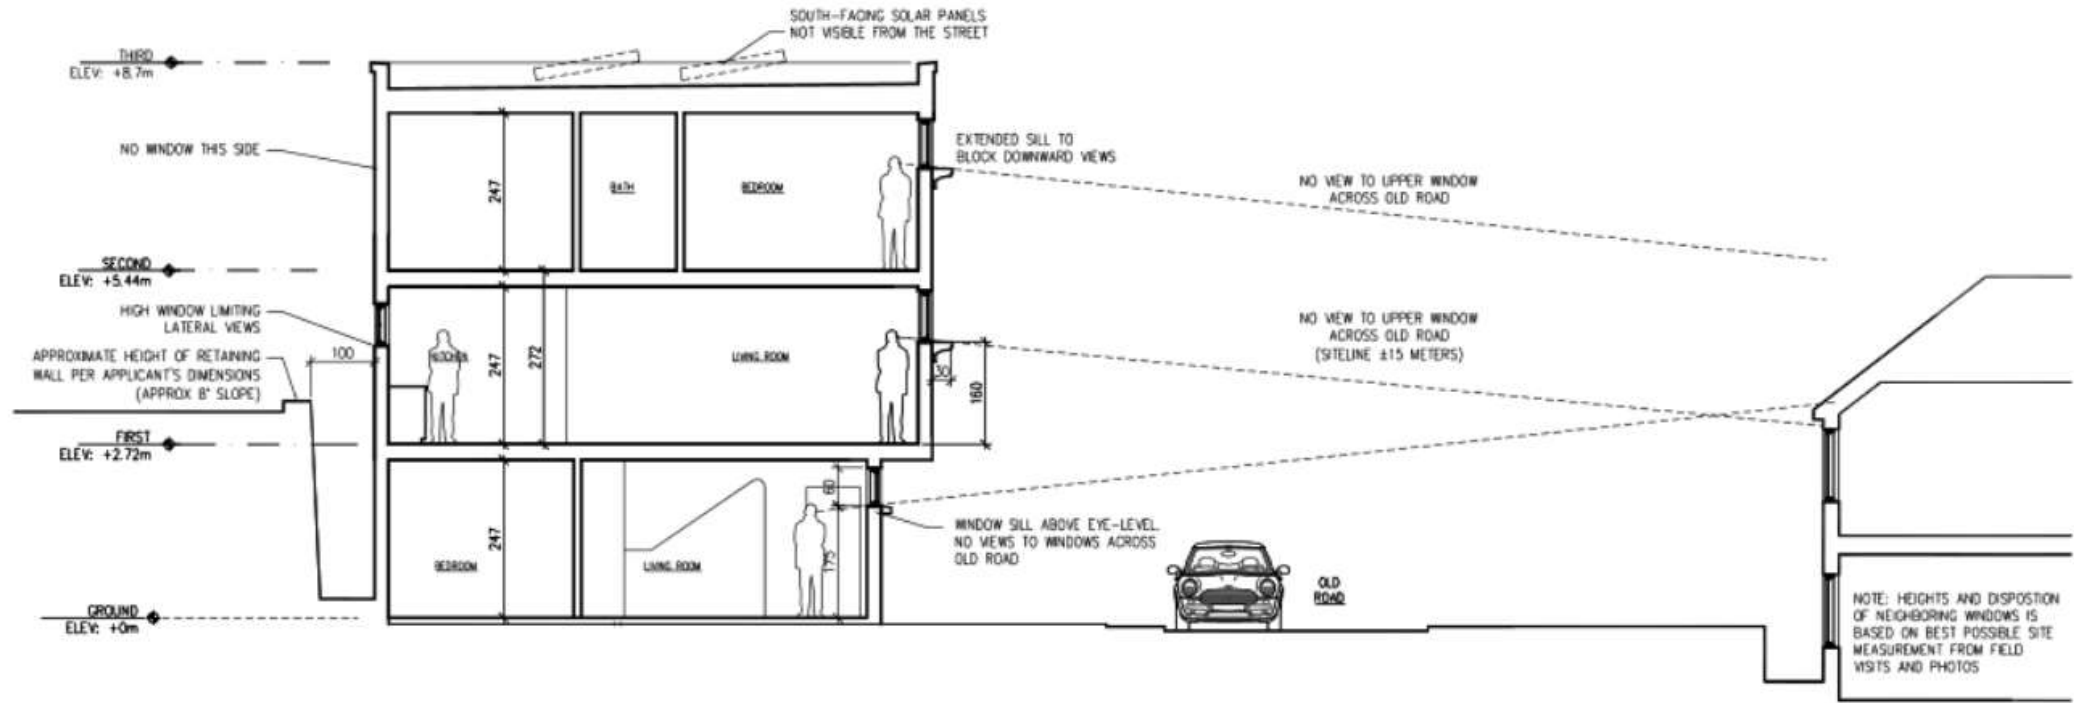 SOUTH-FACING SOLAR PANELS
NOT VISIBLE FROM THE STREET
THIRD
ELEV: +8.7m
NO WINDOW THIS SIDE
EXTENDED SILL TO
BLOCK DOWNWARD VIEWS
247
BATH
BEDROOM
NO VIEW TO UPPER WINDOW
ACROSS OLD ROAD
SECOND
ELEV: +5.44m
HIGH WINDOW LIMITING
LATERAL VIEWS
APPROXIMATE HEIGHT OF RETAINING
WALL PER APPLICANT'S DIMENSIONS
(APPROX 8° SLOPE)
100
KITCHEN
247
272
LIVING ROOM
30
160
NO VIEW TO UPPER WINDOW
ACROSS OLD ROAD
(SITELINE ±15 METERS)
FIRST
ELEV: +2.72m
247
BEDROOM
LIVING ROOM
60
175
WINDOW SILL ABOVE EYE-LEVEL.
NO VIEWS TO WINDOWS ACROSS
OLD ROAD
OLD
ROAD
GROUND
ELEV: +0m
NOTE: HEIGHTS AND DISPOSTION
OF NEIGHBORING WINDOWS IS
BASED ON BEST POSSIBLE SITE
MEASUREMENT FROM FIELD
VISITS AND PHOTOS